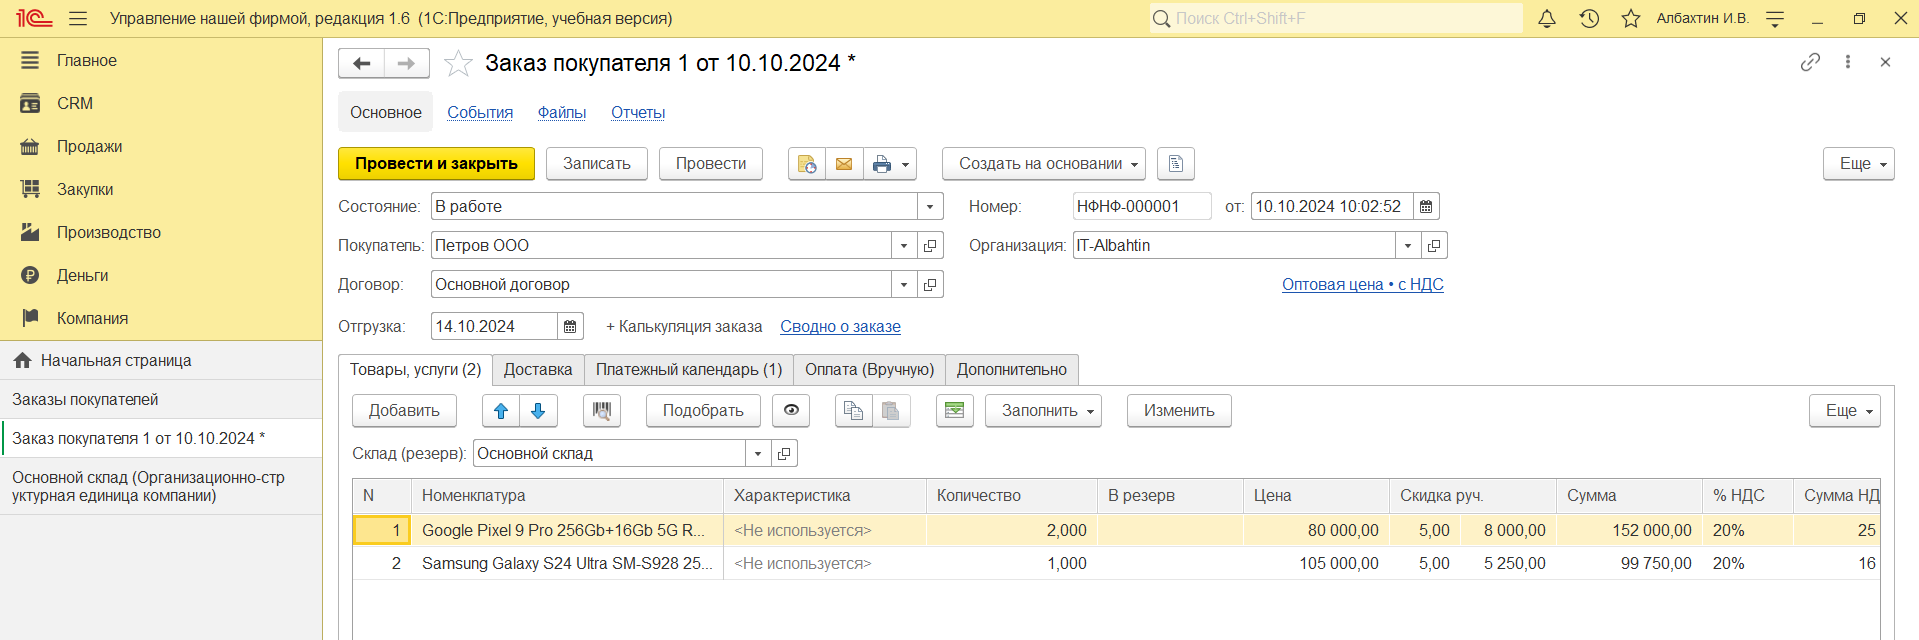 1С Управление нашей фирмой, редакция 1.6 (1С:Предприятие, учебная версия) Поиск Ctrl+Shift+F Албахтин И.В.
Главное
CRM
Продажи
Закупки
Производство
Деньги
Компания
Начальная страница
Заказы покупателей
Заказ покупателя 1 от 10.10.2024 *
Основной склад (Организационно-стр
уктурная единица компании)
Заказ покупателя 1 от 10.10.2024 *
Основное События Файлы Отчеты
Провести и закрыть Записать Провести Создать на основании Еще
Состояние: В работе Номер: НФНФ-000001 от: 10.10.2024 10:02:52
Покупатель: Петров ООО Организация: IT-Albahtin
Договор: Основной договор Оптовая цена • с НДС
Отгрузка: 14.10.2024 + Калькуляция заказа Сводно о заказе
Товары, услуги (2) Доставка Платежный календарь (1) Оплата (Вручную) Дополнительно
Добавить Подобрать Заполнить Изменить Еще
Склад (резерв): Основной склад
N Номенклатура Характеристика Количество В резерв Цена Скидка руч. Сумма % НДС Сумма НД
1 Google Pixel 9 Pro 256Gb+16Gb 5G R... <Не используется> 2,000 80 000,00 5,00 8 000,00 152 000,00 20% 25
2 Samsung Galaxy S24 Ultra SM-S928 25... <Не используется> 1,000 105 000,00 5,00 5 250,00 99 750,00 20% 16